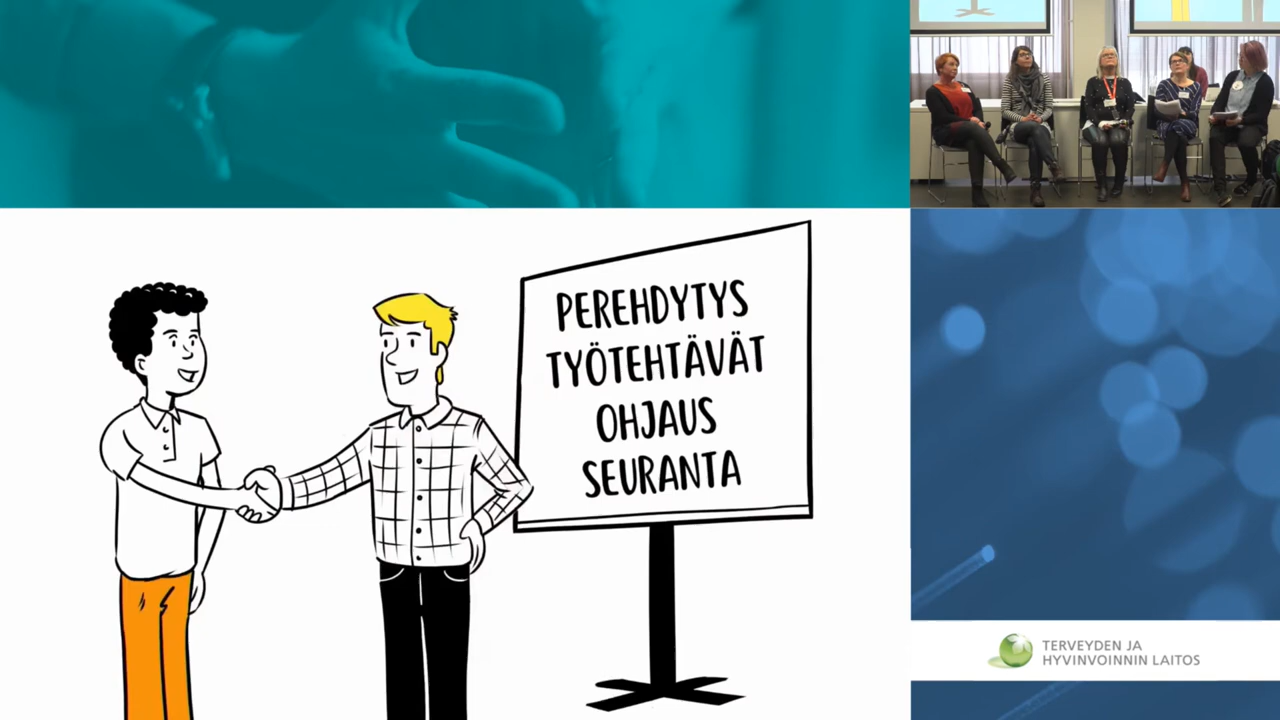 PEREHDYTYS
TYÖTEHTÄVÄT
OHJAUS
SEURANTA
TERVEYDEN JA
HYVINVOINNIN LAITOS